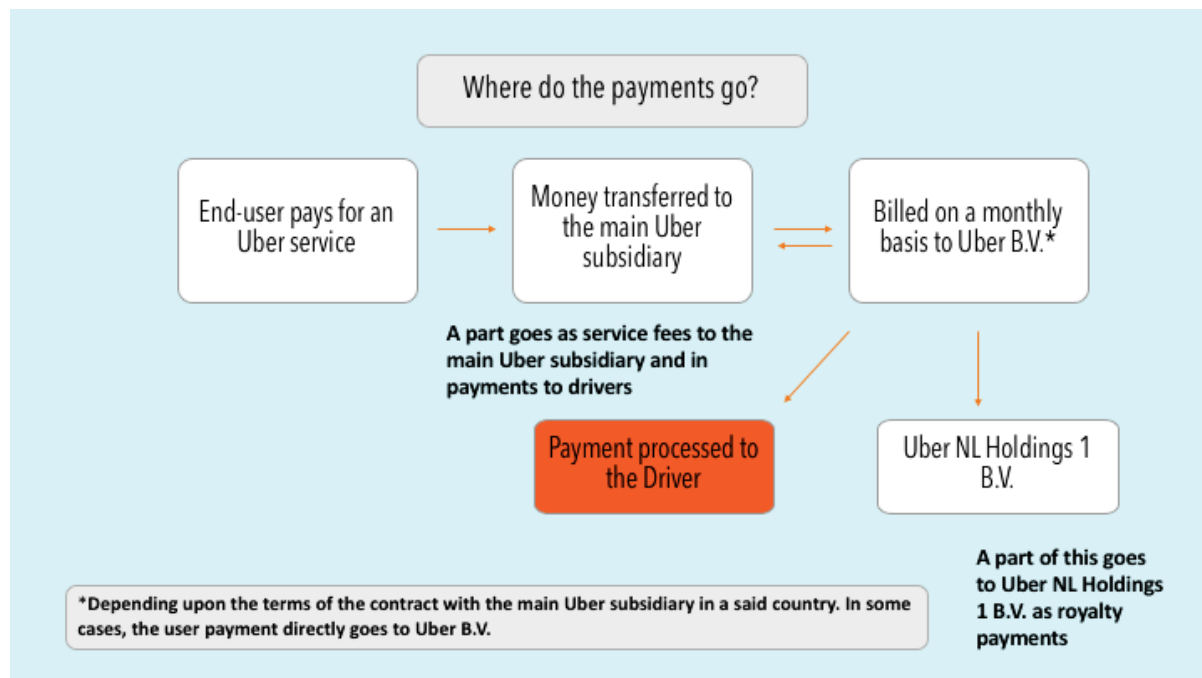 Where do the payments go?
End-user pays for an
Uber service
Money transferred to
the main Uber
subsidiary
Billed on a monthly
basis to Uber B.V.*
A part goes as service fees to the
main Uber subsidiary and in
payments to drivers
Payment processed to
the Driver
Uber NL Holdings 1
B.V.
A part of this goes
to Uber NL Holdings
1 B.V. as royalty
payments
*Depending upon the terms of the contract with the main Uber subsidiary in a said country. In some
cases, the user payment directly goes to Uber B.V.